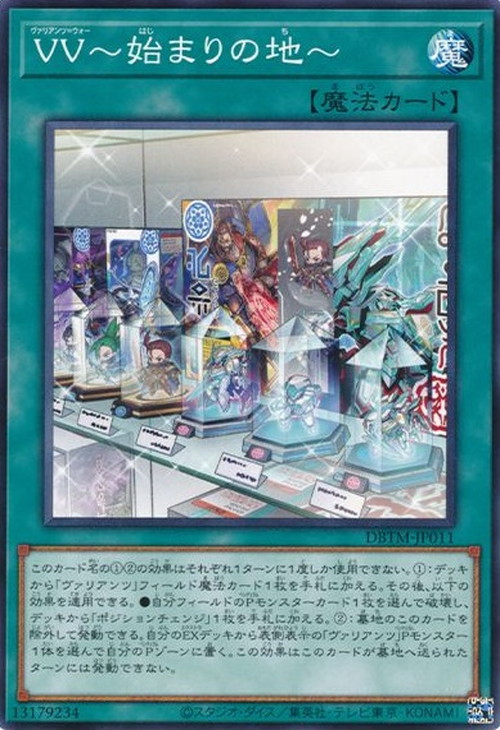 ヴァリアンツ＝ウォー
はじ
ち
VV～始まりの地～
魔
まほう
【魔法カード】
DBTM-JP011
このカード名の①②の効果はそれぞれ1ターンに1度しか使用できない。①：デッキ
から「ヴァリアンツ」フィールド魔法カード1枚を手札に加える。その後、以下の
効果を適用できる。●自分フィールドのPモンスターカード1枚を選んで破壊し、
デッキから「ポジションチェンジ」1枚を手札に加える。②：墓地のこのカードを
除外して発動できる。自分のEXデッキから表側表示の「ヴァリアンツ」Pモンスター
1体を選んで自分のPゾーンに置く。この効果はこのカードが墓地へ送られた
ターンには発動できない。
13179234
©スタジオ・ダイス／集英社・テレビ東京・KONAMI